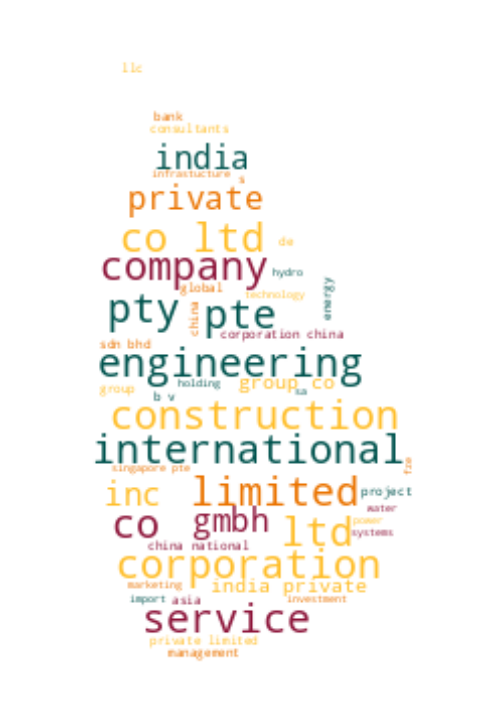 llc
bank
consultants
india
infrastucture
s
private
co ltd
de
company
hydro
global
energy
technology
pty
china
pte
corporation china
sdn bhd
engineering
group
holding
group co
sa
b v
construction
international
singapore pte
fze
inc
limited
project
water
co
gmbh
ltd
power
systems
china national
corporation
marketing
india private
import
asia
investment
service
private limited
management